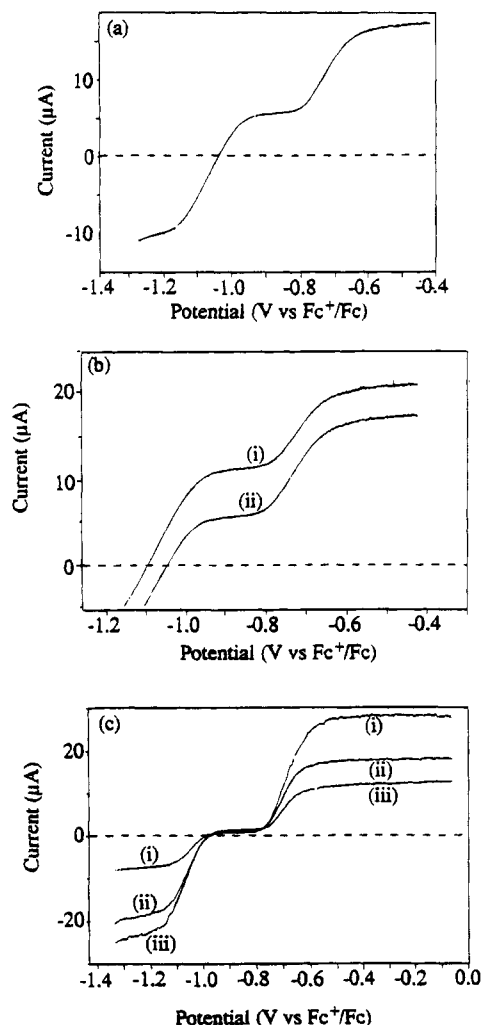 (a)
Current (μA)
10
0
-10
-1.4 -1.2 -1.0 -0.8 -0.6 -0.4
Potential (V vs Fc⁺/Fc)
(b)
Current (μA)
20
10
0
(i)
(ii)
-1.2 -1.0 -0.8 -0.6 -0.4
Potential (V vs Fc⁺/Fc)
(c)
Current (μA)
20
0
-20
(i)
(ii)
(iii)
(i)
(ii)
(iii)
-1.4 -1.2 -1.0 -0.8 -0.6 -0.4 -0.2 0.0
Potential (V vs Fc⁺/Fc)